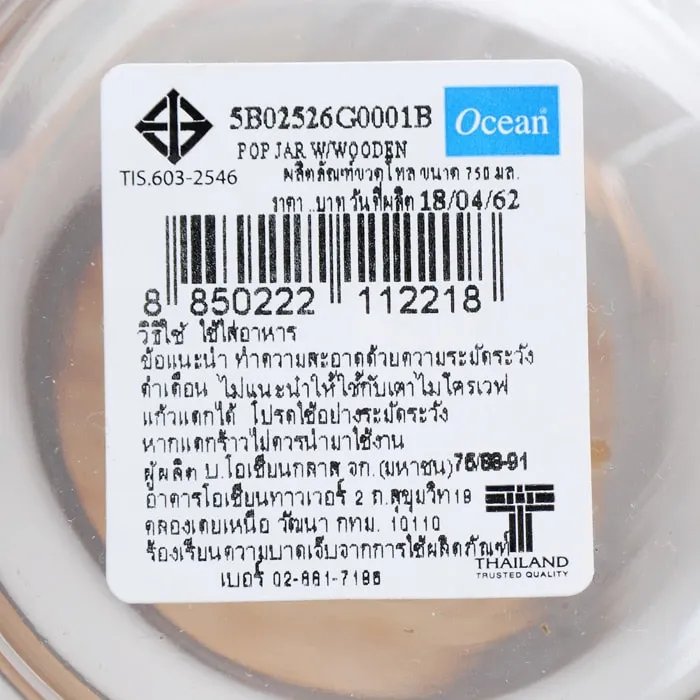 5B02526G0001B
Ocean
POP JAR W/WOODEN
TIS.603-2546
ผลิตภัณฑ์ขวดโหล ขนาด 750 มล.
ราคา ..บาท วันที่ผลิต 18/04/62
8 850222 112218
วิธีใช้ ใช้ใส่อาหาร
ข้อแนะนำ ทำความสะอาดด้วยความระมัดระวัง
คำเตือน ไม่แนะนำให้ใช้กับเตาไมโครเวฟ
แก้วแตกได้ โปรดใช้อย่างระมัดระวัง
หากแตกร้าวไม่ควรนำมาใช้งาน
ผู้ผลิต บ.โอเชียนกลาส จก.(มหาชน) 75/88-91
อาคารโอเชียนทาวเวอร์ 2 ถ.สุขุมวิท19
คลองเตยเหนือ วัฒนา กทม. 10110
ร้องเรียนความบาดเจ็บจากการใช้ผลิตภัณฑ์
เบอร์ 02-661-
THAILAND
TRUSTED QUALITY